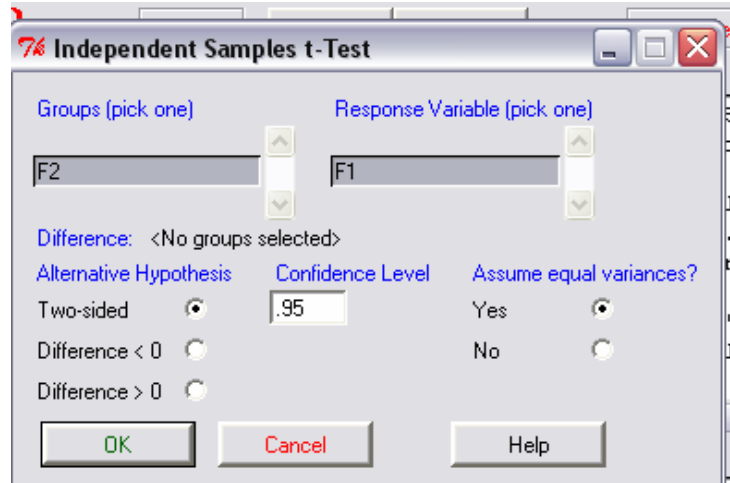 Independent Samples t-Test
Groups (pick one) Response Variable (pick one)
F2 F1
Difference: <No groups selected>
Alternative Hypothesis Confidence Level Assume equal variances?
Two-sided .95 Yes
Difference < 0 No
Difference > 0
OK Cancel Help